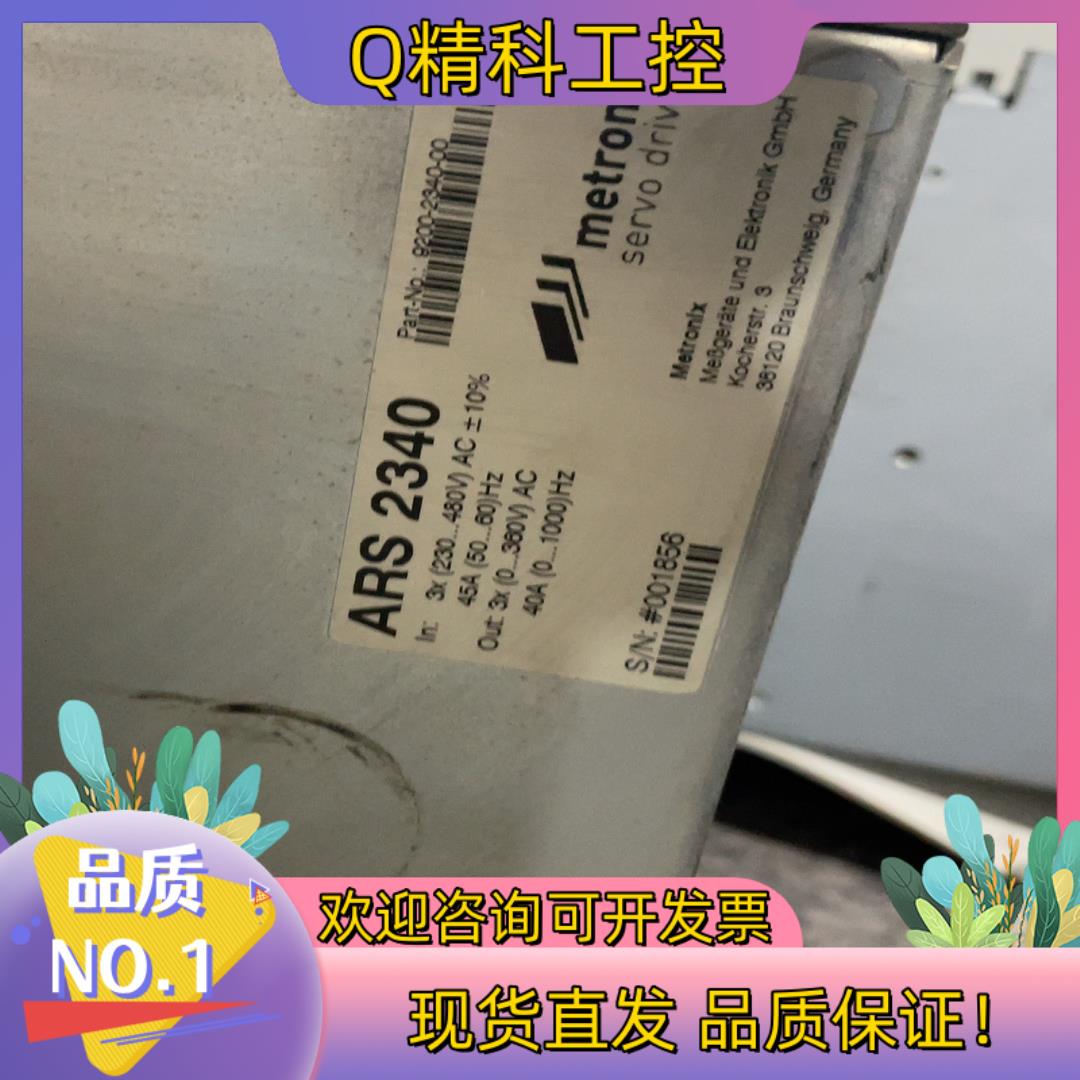 Q精科工控
ARS 2340
Part-No.: 9200-2340-00
In: 3x (230...480V) AC ±10%
45A (50...60)Hz
Out: 3x (0...360V) AC
40A (0...1000)Hz
metron
servo driv
Metronix
Meßgeräte und Elektronik GmbH
Kocherstr. 3
38120 Braunschweig, Germany
S/N: #001856
品质
NO.1
欢迎咨询可开发票
现货直发 品质保证!